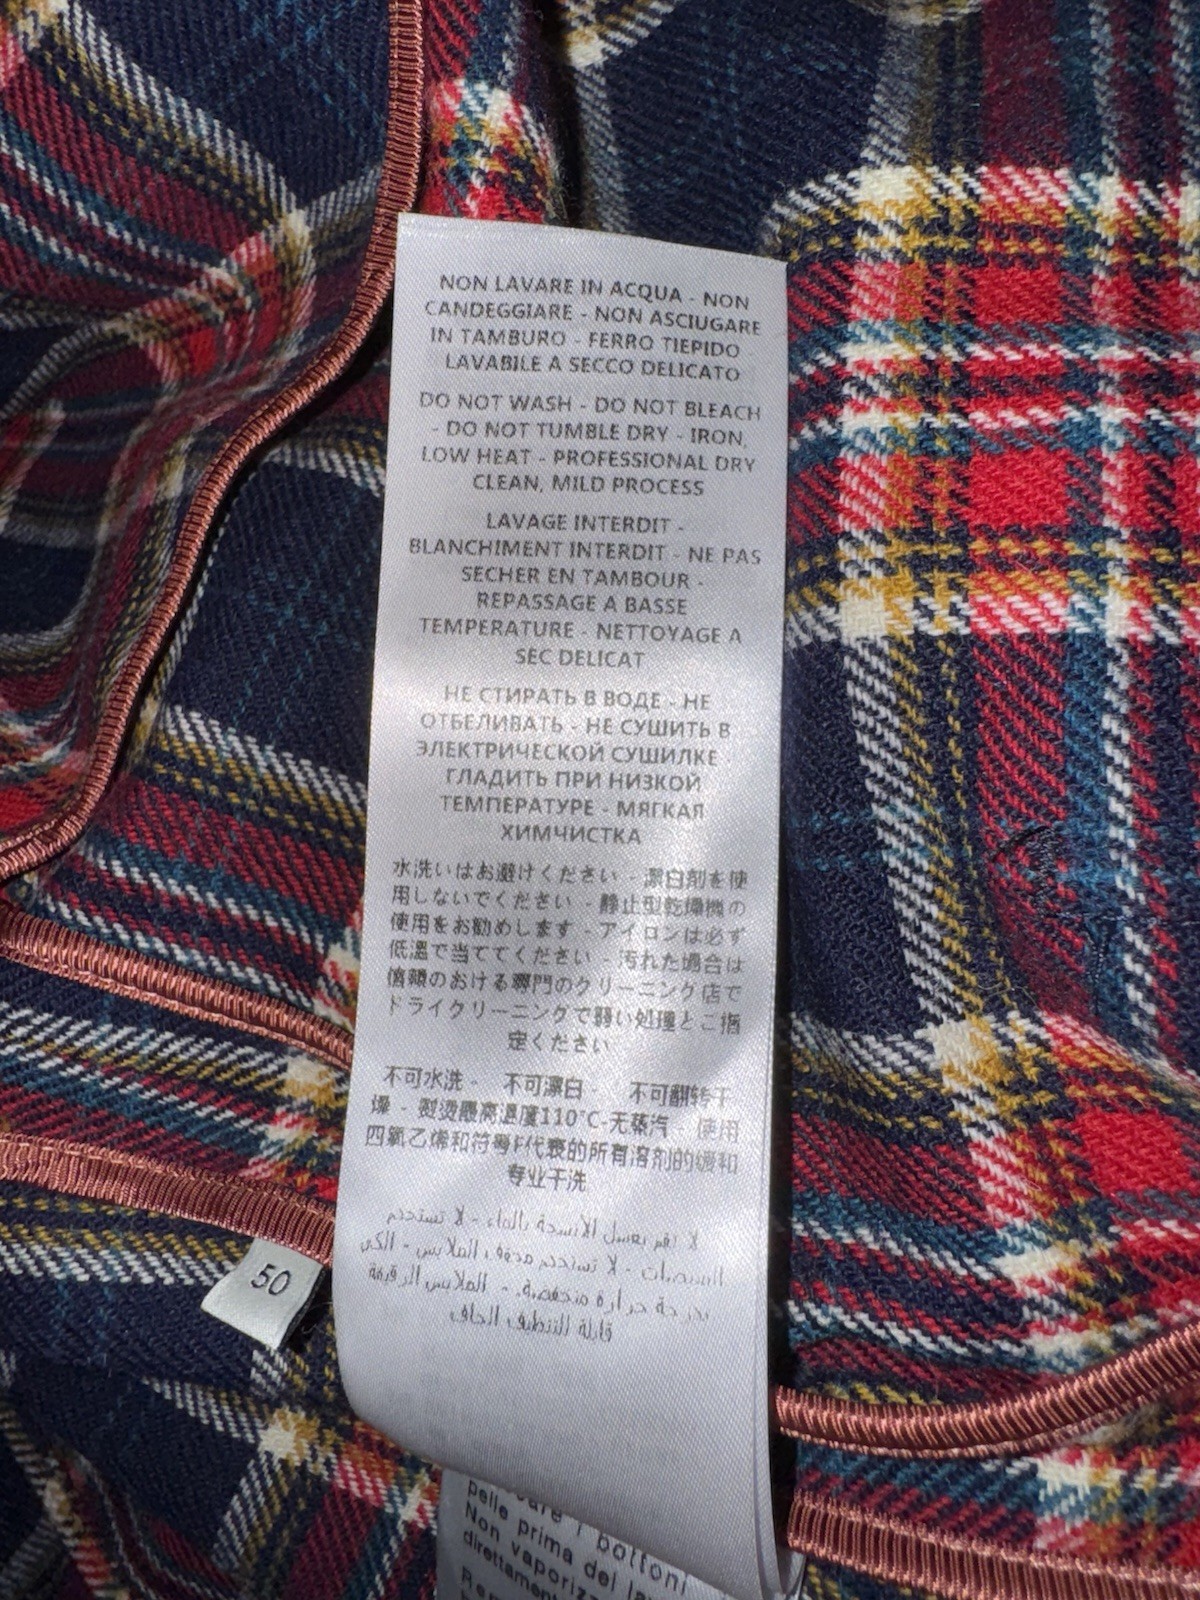 NON LAVARE IN ACQUA - NON
CANDEGGIARE - NON ASCIUGARE
IN TAMBURO - FERRO TIEPIDO -
LAVABILE A SECCO DELICATO
DO NOT WASH - DO NOT BLEACH
- DO NOT TUMBLE DRY - IRON,
LOW HEAT - PROFESSIONAL DRY
CLEAN, MILD PROCESS
LAVAGE INTERDIT -
BLANCHIMENT INTERDIT - NE PAS
SECHER EN TAMBOUR -
REPASSAGE A BASSE
TEMPERATURE - NETTOYAGE A
SEC DELICAT
НЕ СТИРАТЬ В ВОДЕ - НЕ
ОТБЕЛИВАТЬ - НЕ СУШИТЬ В
ЭЛЕКТРИЧЕСКОЙ СУШИЛКЕ -
ГЛАДИТЬ ПРИ НИЗКОЙ
ТЕМПЕРАТУРЕ - МЯГКАЯ
ХИМЧИСТКА
水洗いはお避けください - 漂白剤を使
用しないでください - 静止型乾燥機の
使用をお勧めします - アイロンは必ず
低温で当ててください - 汚れた場合は
信頼のおける専門のクリーニング店で
ドライクリーニングで弱い処理とご指
定ください
不可水洗 - 不可漂白 - 不可翻转干
燥 - 熨烫最高温度110°C-无蒸汽 - 使用
四氯乙烯和符号F代表的所有溶剂的缓和
专业干洗
50
i bottoni
pelle prima del
Non